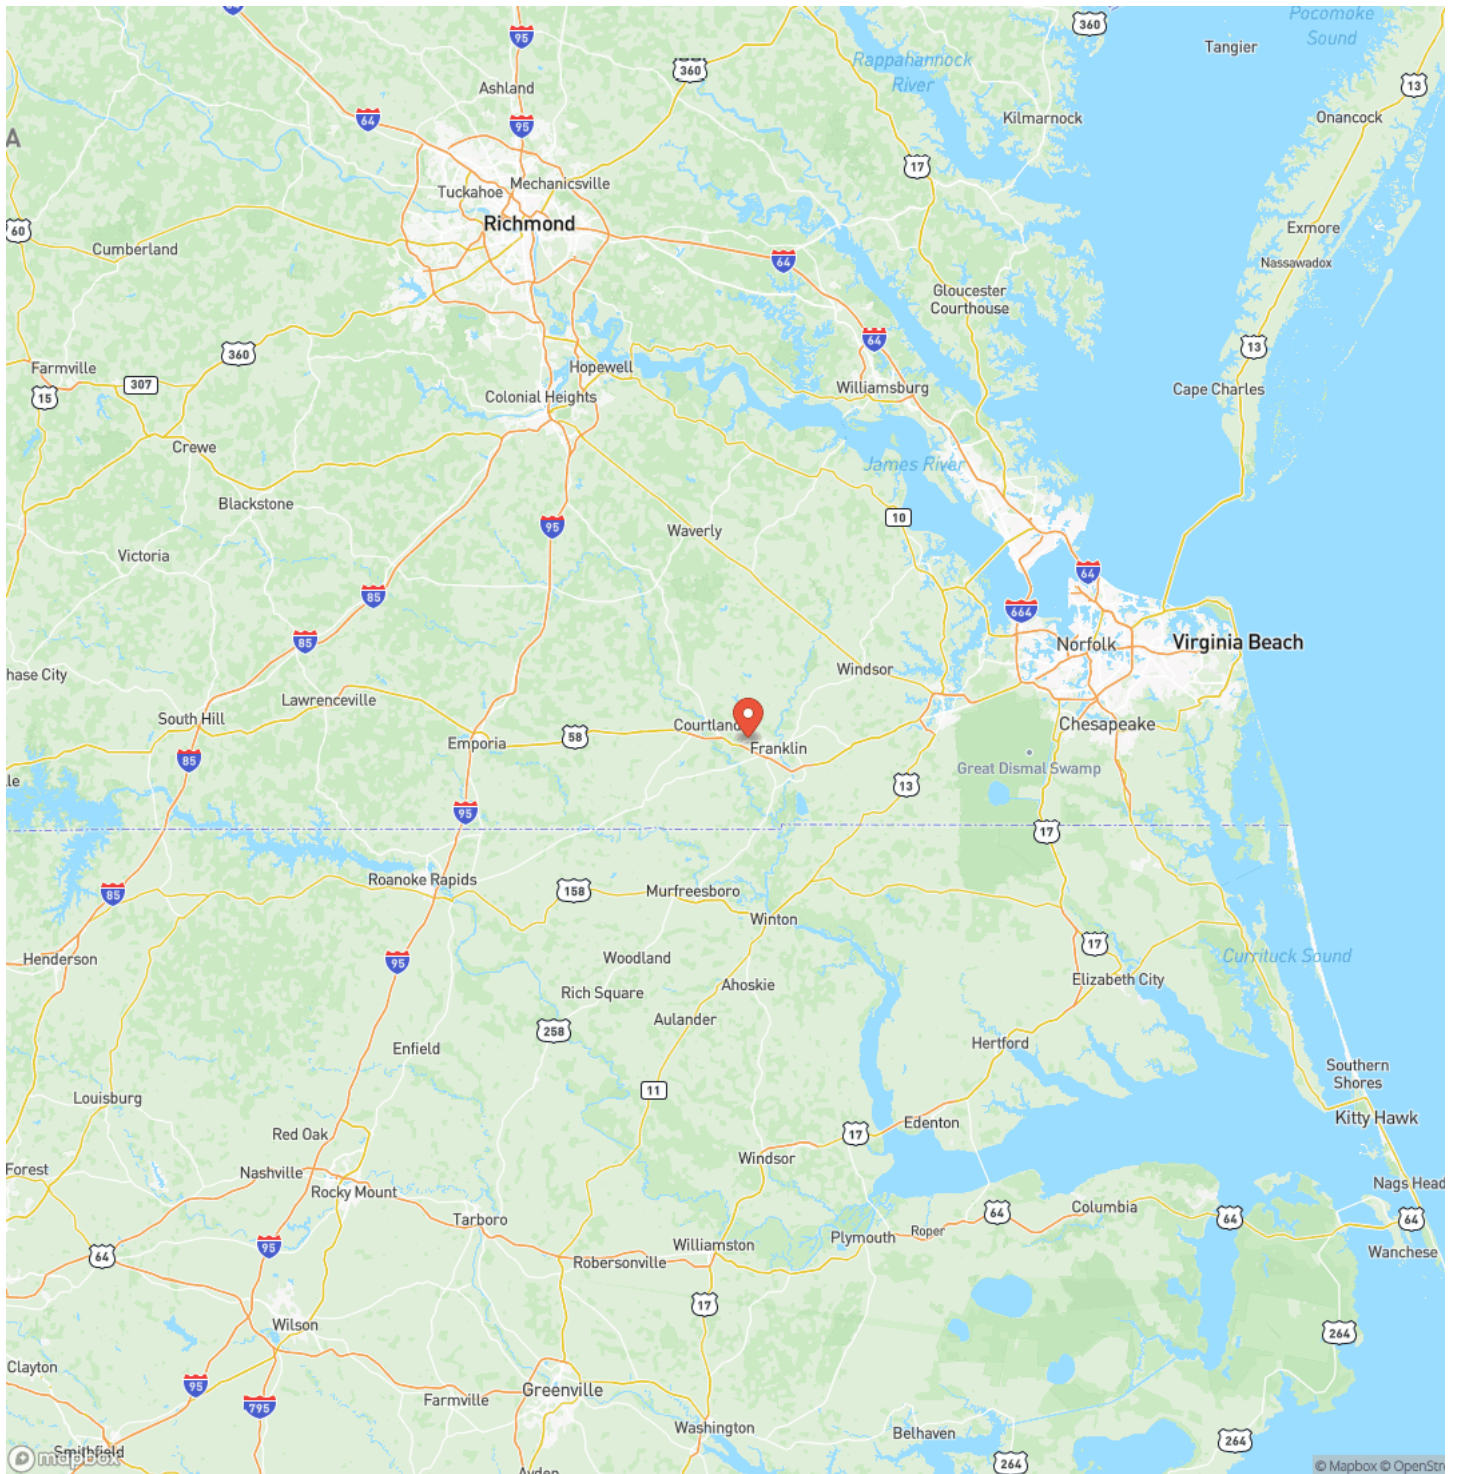 Pocomoke
Sound
360
Tangier
95
Rappahannock
River
360
13
Ashland
Onancock
64
95
Kilmarnock
A
17
Mechanicsville
Tuckahoe
Richmond
60
Exmore
Cumberland
64
Nassawadox
Gloucester
Courthouse
64
13
360
Farmville
Hopewell
307
Williamsburg
Cape Charles
15
Colonial Heights
Crewe
James River
Blackstone
10
95
Waverly
Victoria
64
85
664
85
Norfolk
Virginia Beach
Windsor
hase City
Lawrenceville
South Hill
Courtland
Chesapeake
58
Emporia
Franklin
85
Great Dismal Swamp
le
13
95
17
Roanoke Rapids
158
Murfreesboro
85
Winton
17
Henderson
95
Woodland
Currituck Sound
Elizabeth City
Ahoskie
Rich Square
Aulander
258
Enfield
Hertford
Southern
Shores
11
Louisburg
Kitty Hawk
Red Oak
17
Edenton
Windsor
Forest
Nashville
Nags Head
Rocky Mount
Columbia
64
64
64
Tarboro
Roper
Plymouth
95
Williamston
Wanchese
64
Robersonville
17
Wilson
264
Clayton
95
Greenville
Farmville
795
Washington
Belhaven
264
Smithfield
mapbox
264
Ayden
© Mapbox © OpenStr